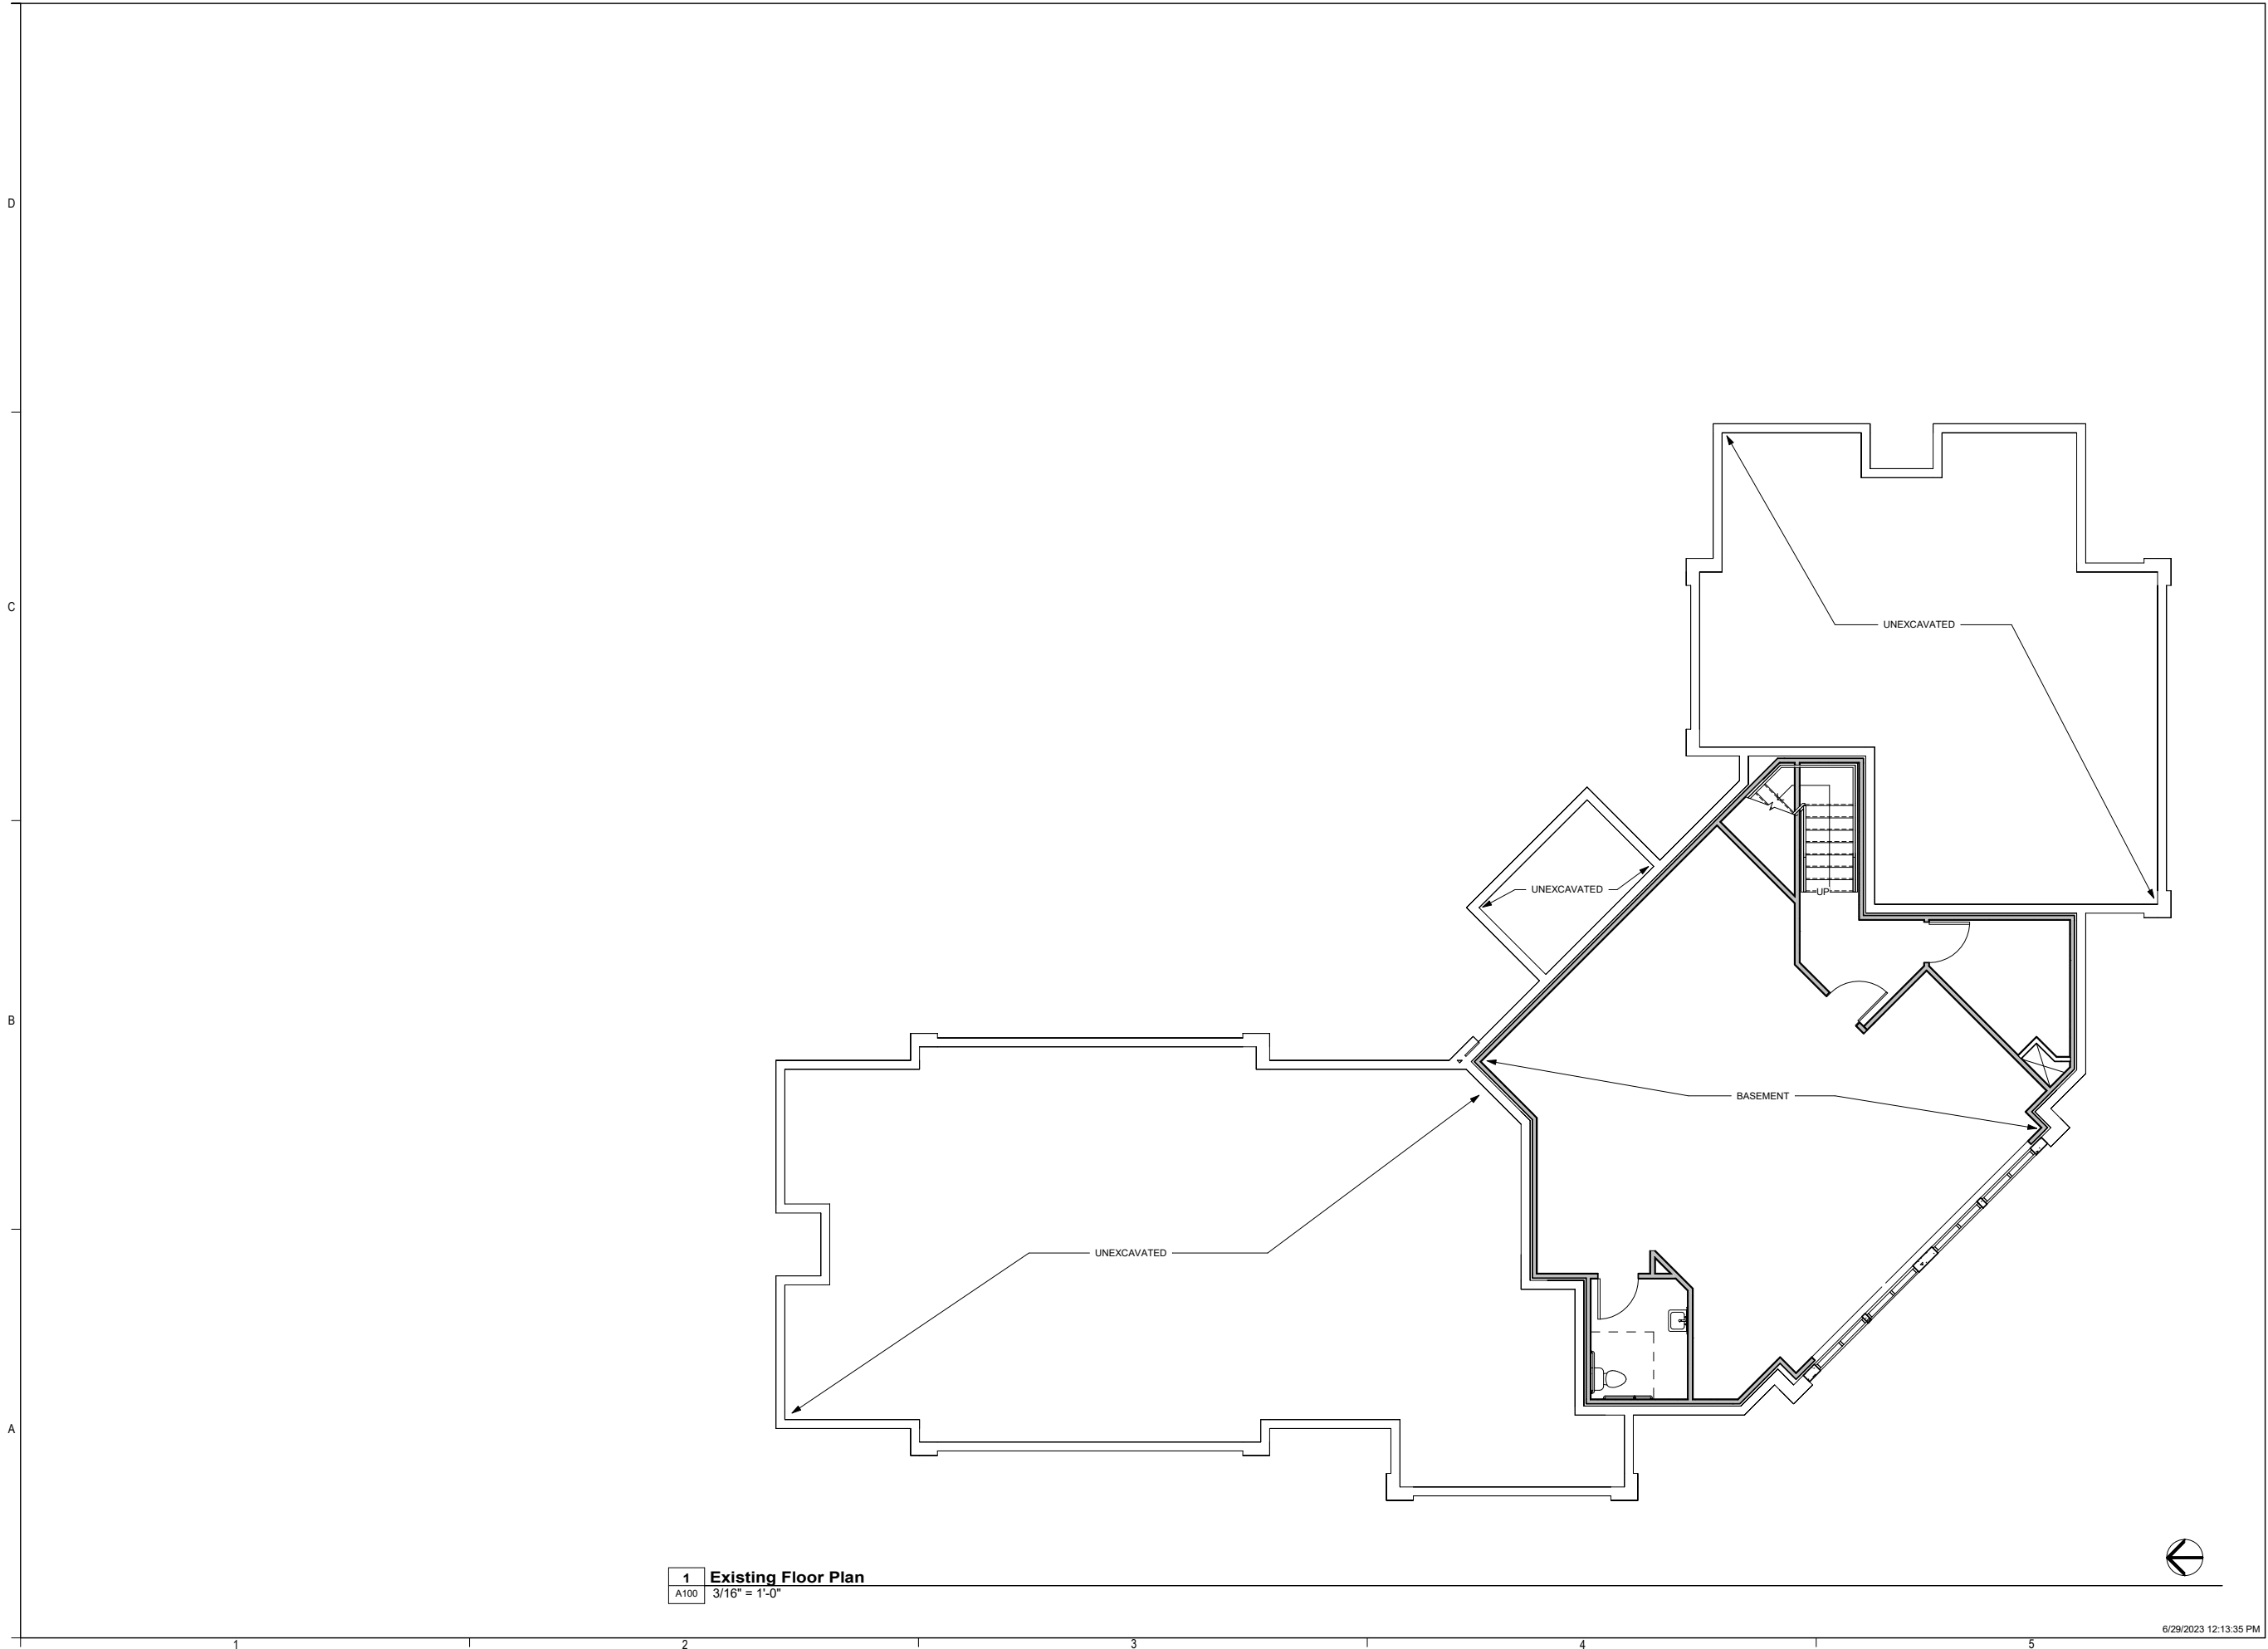 D
C
B
A
UNEXCAVATED
UNEXCAVATED
UP
BASEMENT
UNEXCAVATED
1 Existing Floor Plan
A100 3/16" = 1'-0"
6/29/2023 12:13:35 PM
1 2 3 4 5